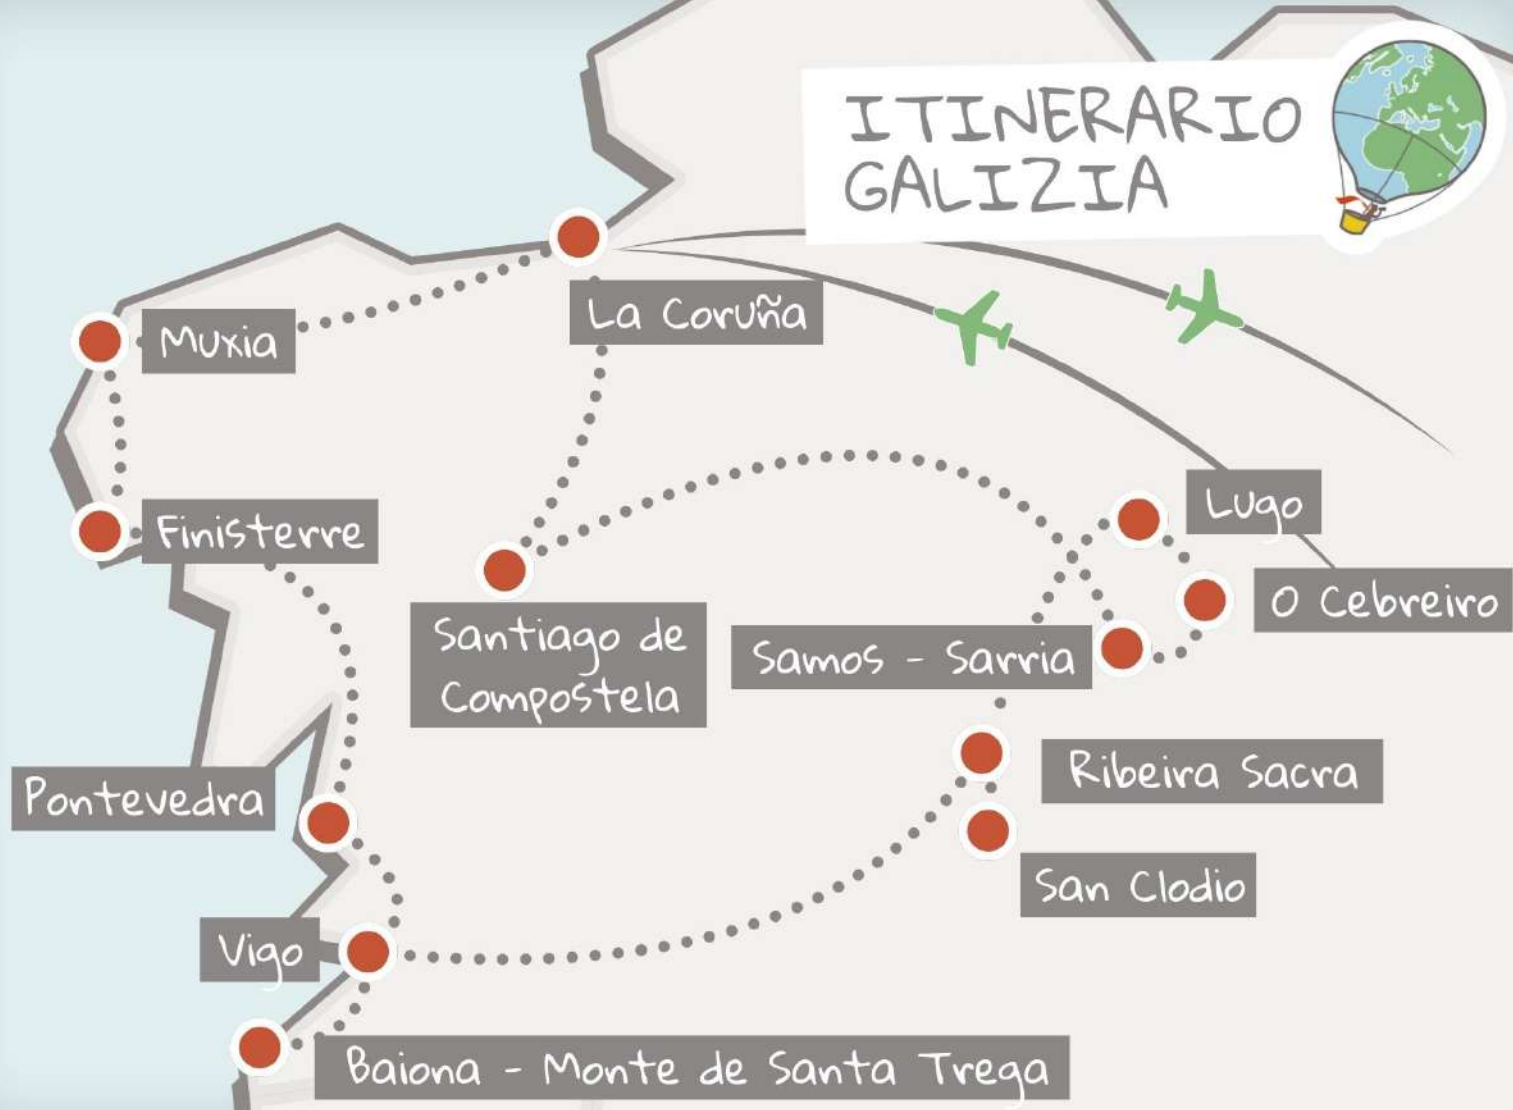 ITINERARIO
GALIZIA
La Coruña
Muxia
Finisterre
Lugo
O Cebreiro
Santiago de
Compostela
Samos - Sarria
Ribeira Sacra
Pontevedra
San Clodio
Vigo
Baiona - Monte de Santa Trega